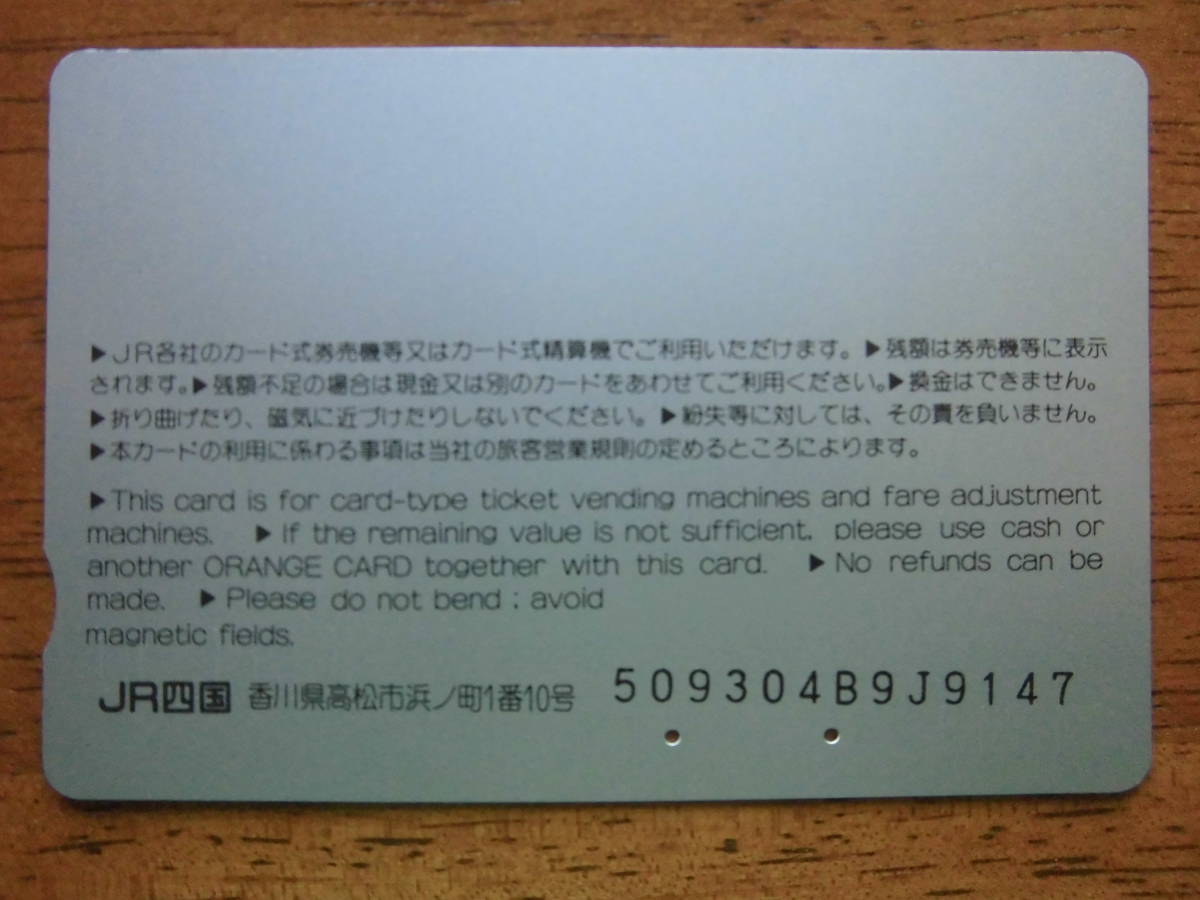 ▶JR各社のカード式券売機等又はカード式精算機でご利用いただけます。▶残額は券売機等に表示
されます。▶残額不足の場合は現金又は別のカードをあわせてご利用ください。▶換金はできません。
▶折り曲げたり、磁気に近づけたりしないでください。▶紛失等に対しては、その責を負いません。
▶本カードの利用に係わる事項は当社の旅客営業規則の定めるところによります。
▶This card is for card-type ticket vending machines and fare adjustment
machines. ▶If the remaining value is not sufficient, please use cash or
another ORANGE CARD together with this card. ▶No refunds can be
made. ▶Please do not bend; avoid
magnetic fields.
JR四国 香川県高松市浜ノ町1番10号 509304B9J9147